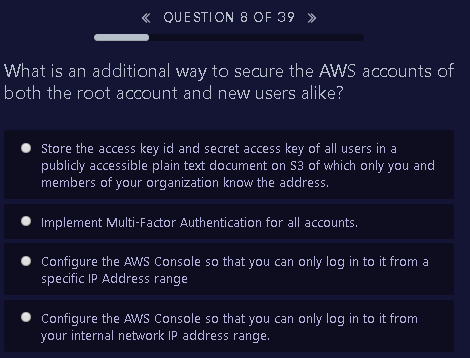 « QUESTION 8 OF 39 »
What is an additional way to secure the AWS accounts of
both the root account and new users alike?
Store the access key id and secret access key of all users in a
publicly accessible plain text document on S3 of which only you and
members of your organization know the address.
Implement Multi-Factor Authentication for all accounts.
Configure the AWS Console so that you can only log in to it from a
specific IP Address range
Configure the AWS Console so that you can only log in to it from
your internal network IP address range.